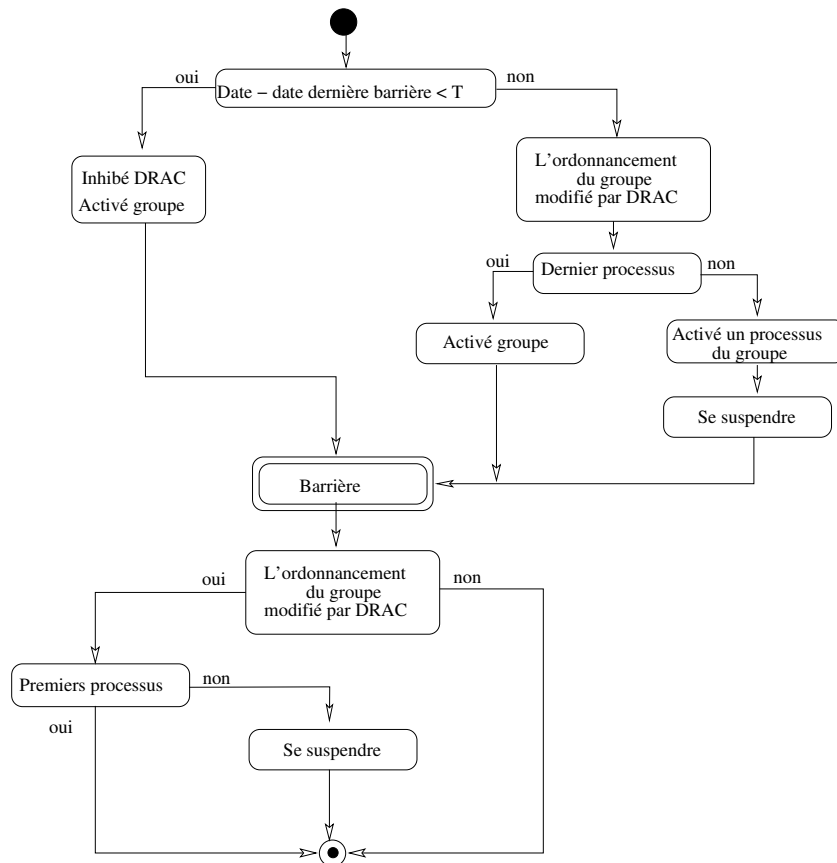 oui
non
Date – date dernière barrière < T
Inhibé DRAC
Activé groupe
L'ordonnancement
du groupe
modifié par DRAC
oui
Dernier processus
non
Activé groupe
Activé un processus
du groupe
Se suspendre
Barrière
oui
L'ordonnancement
du groupe
modifié par DRAC
non
Premiers processus
non
oui
Se suspendre